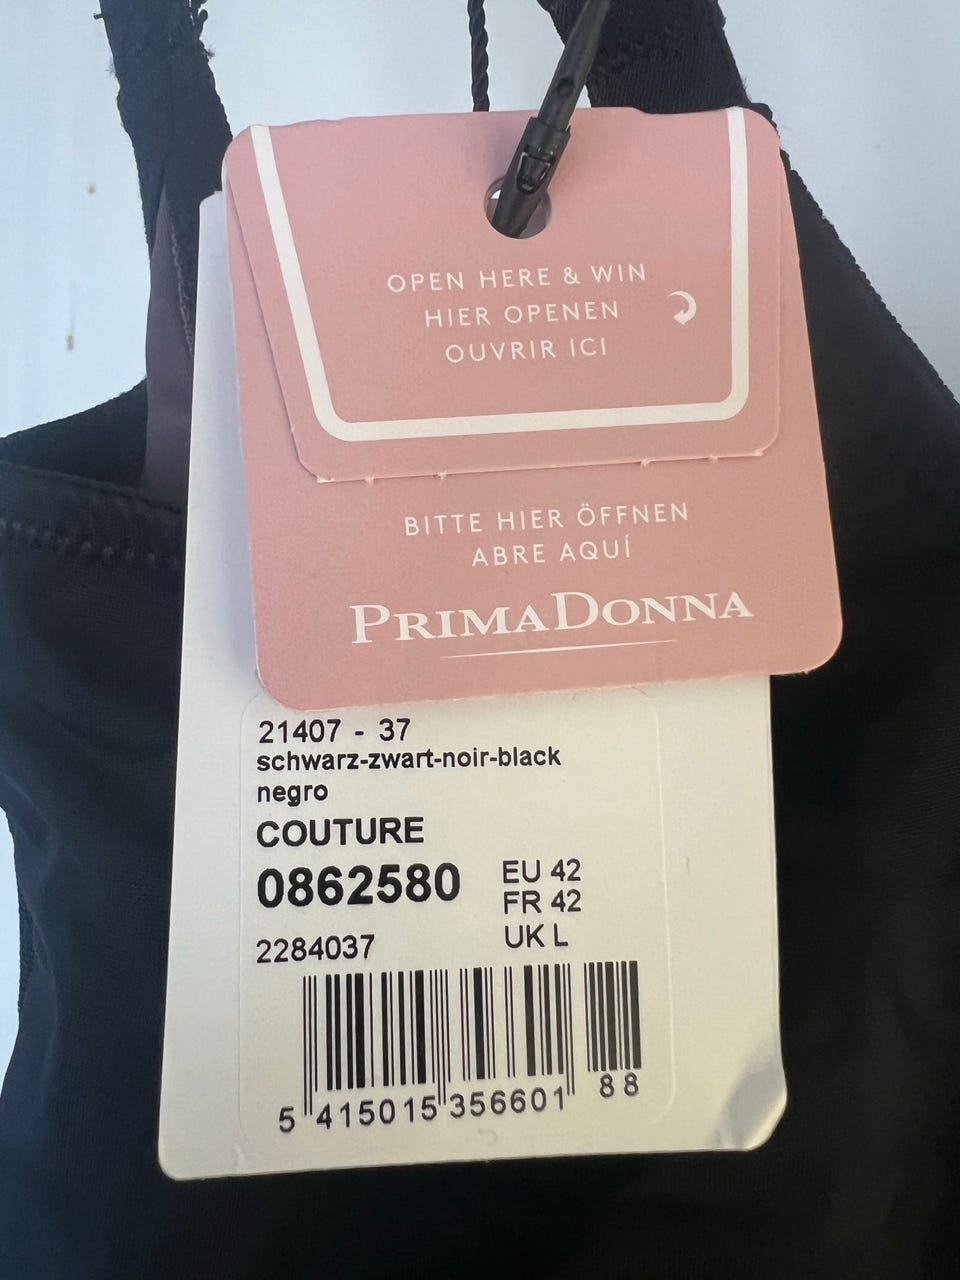 OPEN HERE & WIN
HIER OPENEN
OUVRIR ICI
BITTE HIER ÖFFNEN
ABRE AQUÍ
PRIMADONNA
21407 - 37
schwarz-zwart-noir-black
negro
COUTURE
0862580
EU 42
FR 42
UK L
2284037
5 415015 356601 88